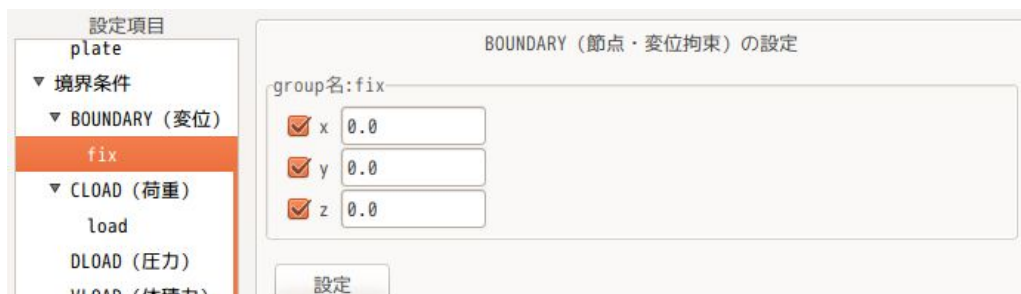 設定項目
plate
▼ 境界条件
▼ BOUNDARY (変位)
fix
▼ CLOAD (荷重)
load
DLOAD (圧力)
BOUNDARY (節点・変位拘束) の設定
group名:fix
x 0.0
y 0.0
z 0.0
設定